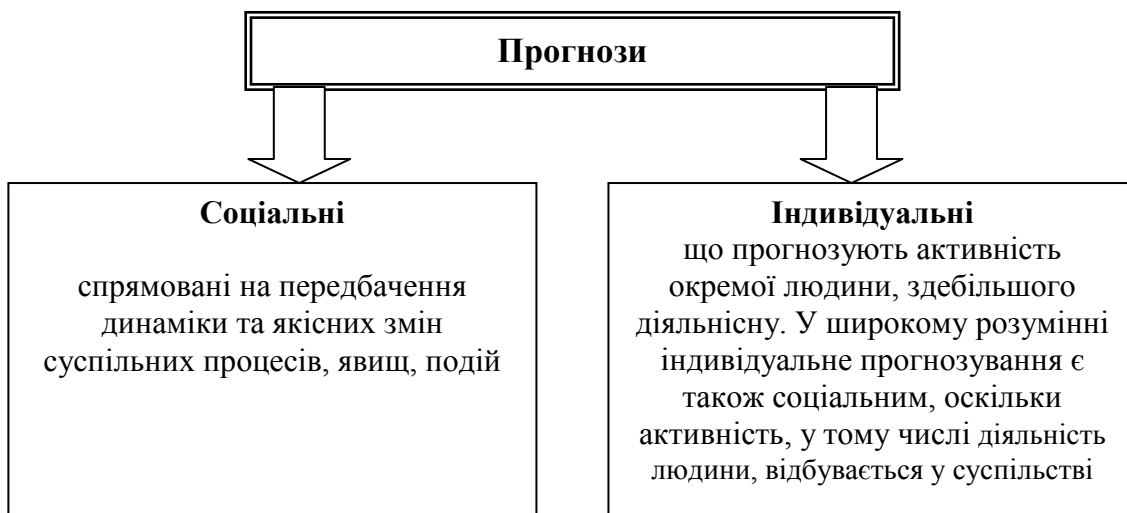 Прогнози
Соціальні
спрямовані на передбачення
динаміки та якісних змін
суспільних процесів, явищ, подій
Індивідуальні
що прогнозують активність
окремої людини, здебільшого
діяльнісну. У широкому розумінні
індивідуальне прогнозування є
також соціальним, оскільки
активність, у тому числі діяльність
людини, відбувається у суспільстві